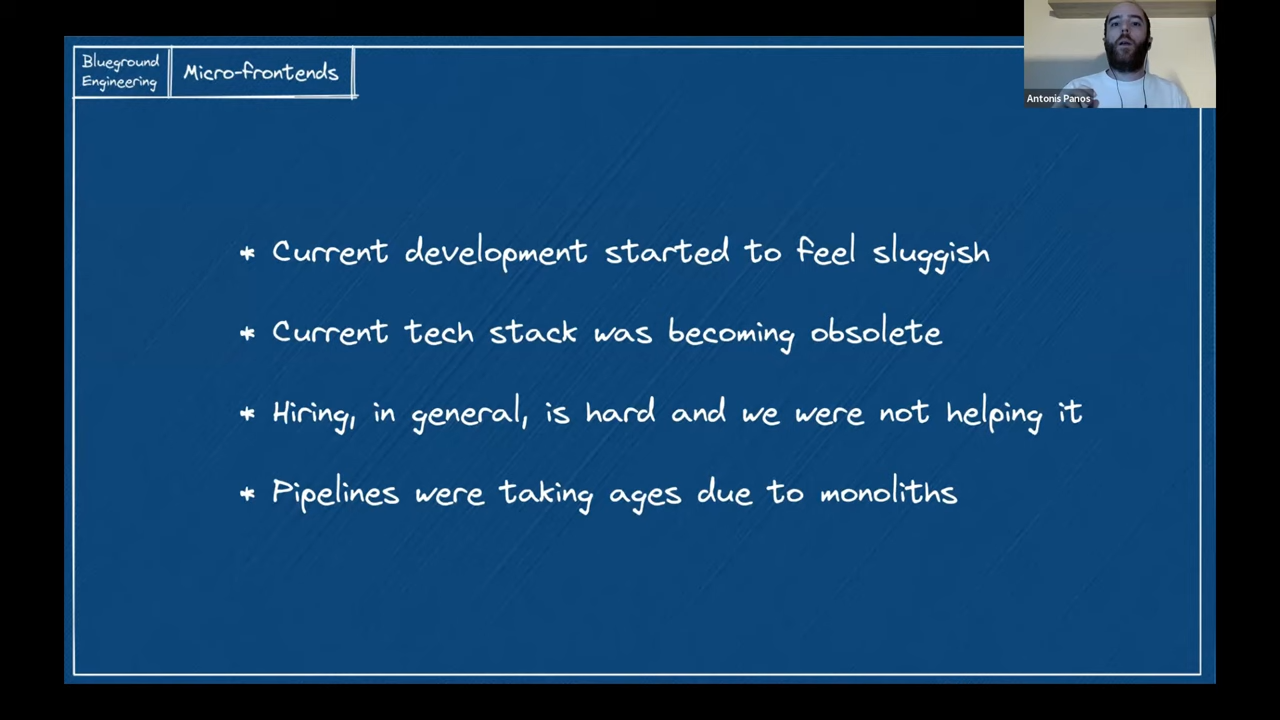 Blueground
Engineering
Micro-frontends
Antonis Panos
* Current development started to feel sluggish
* Current tech stack was becoming obsolete
* Hiring, in general, is hard and we were not helping it
* Pipelines were taking ages due to monoliths